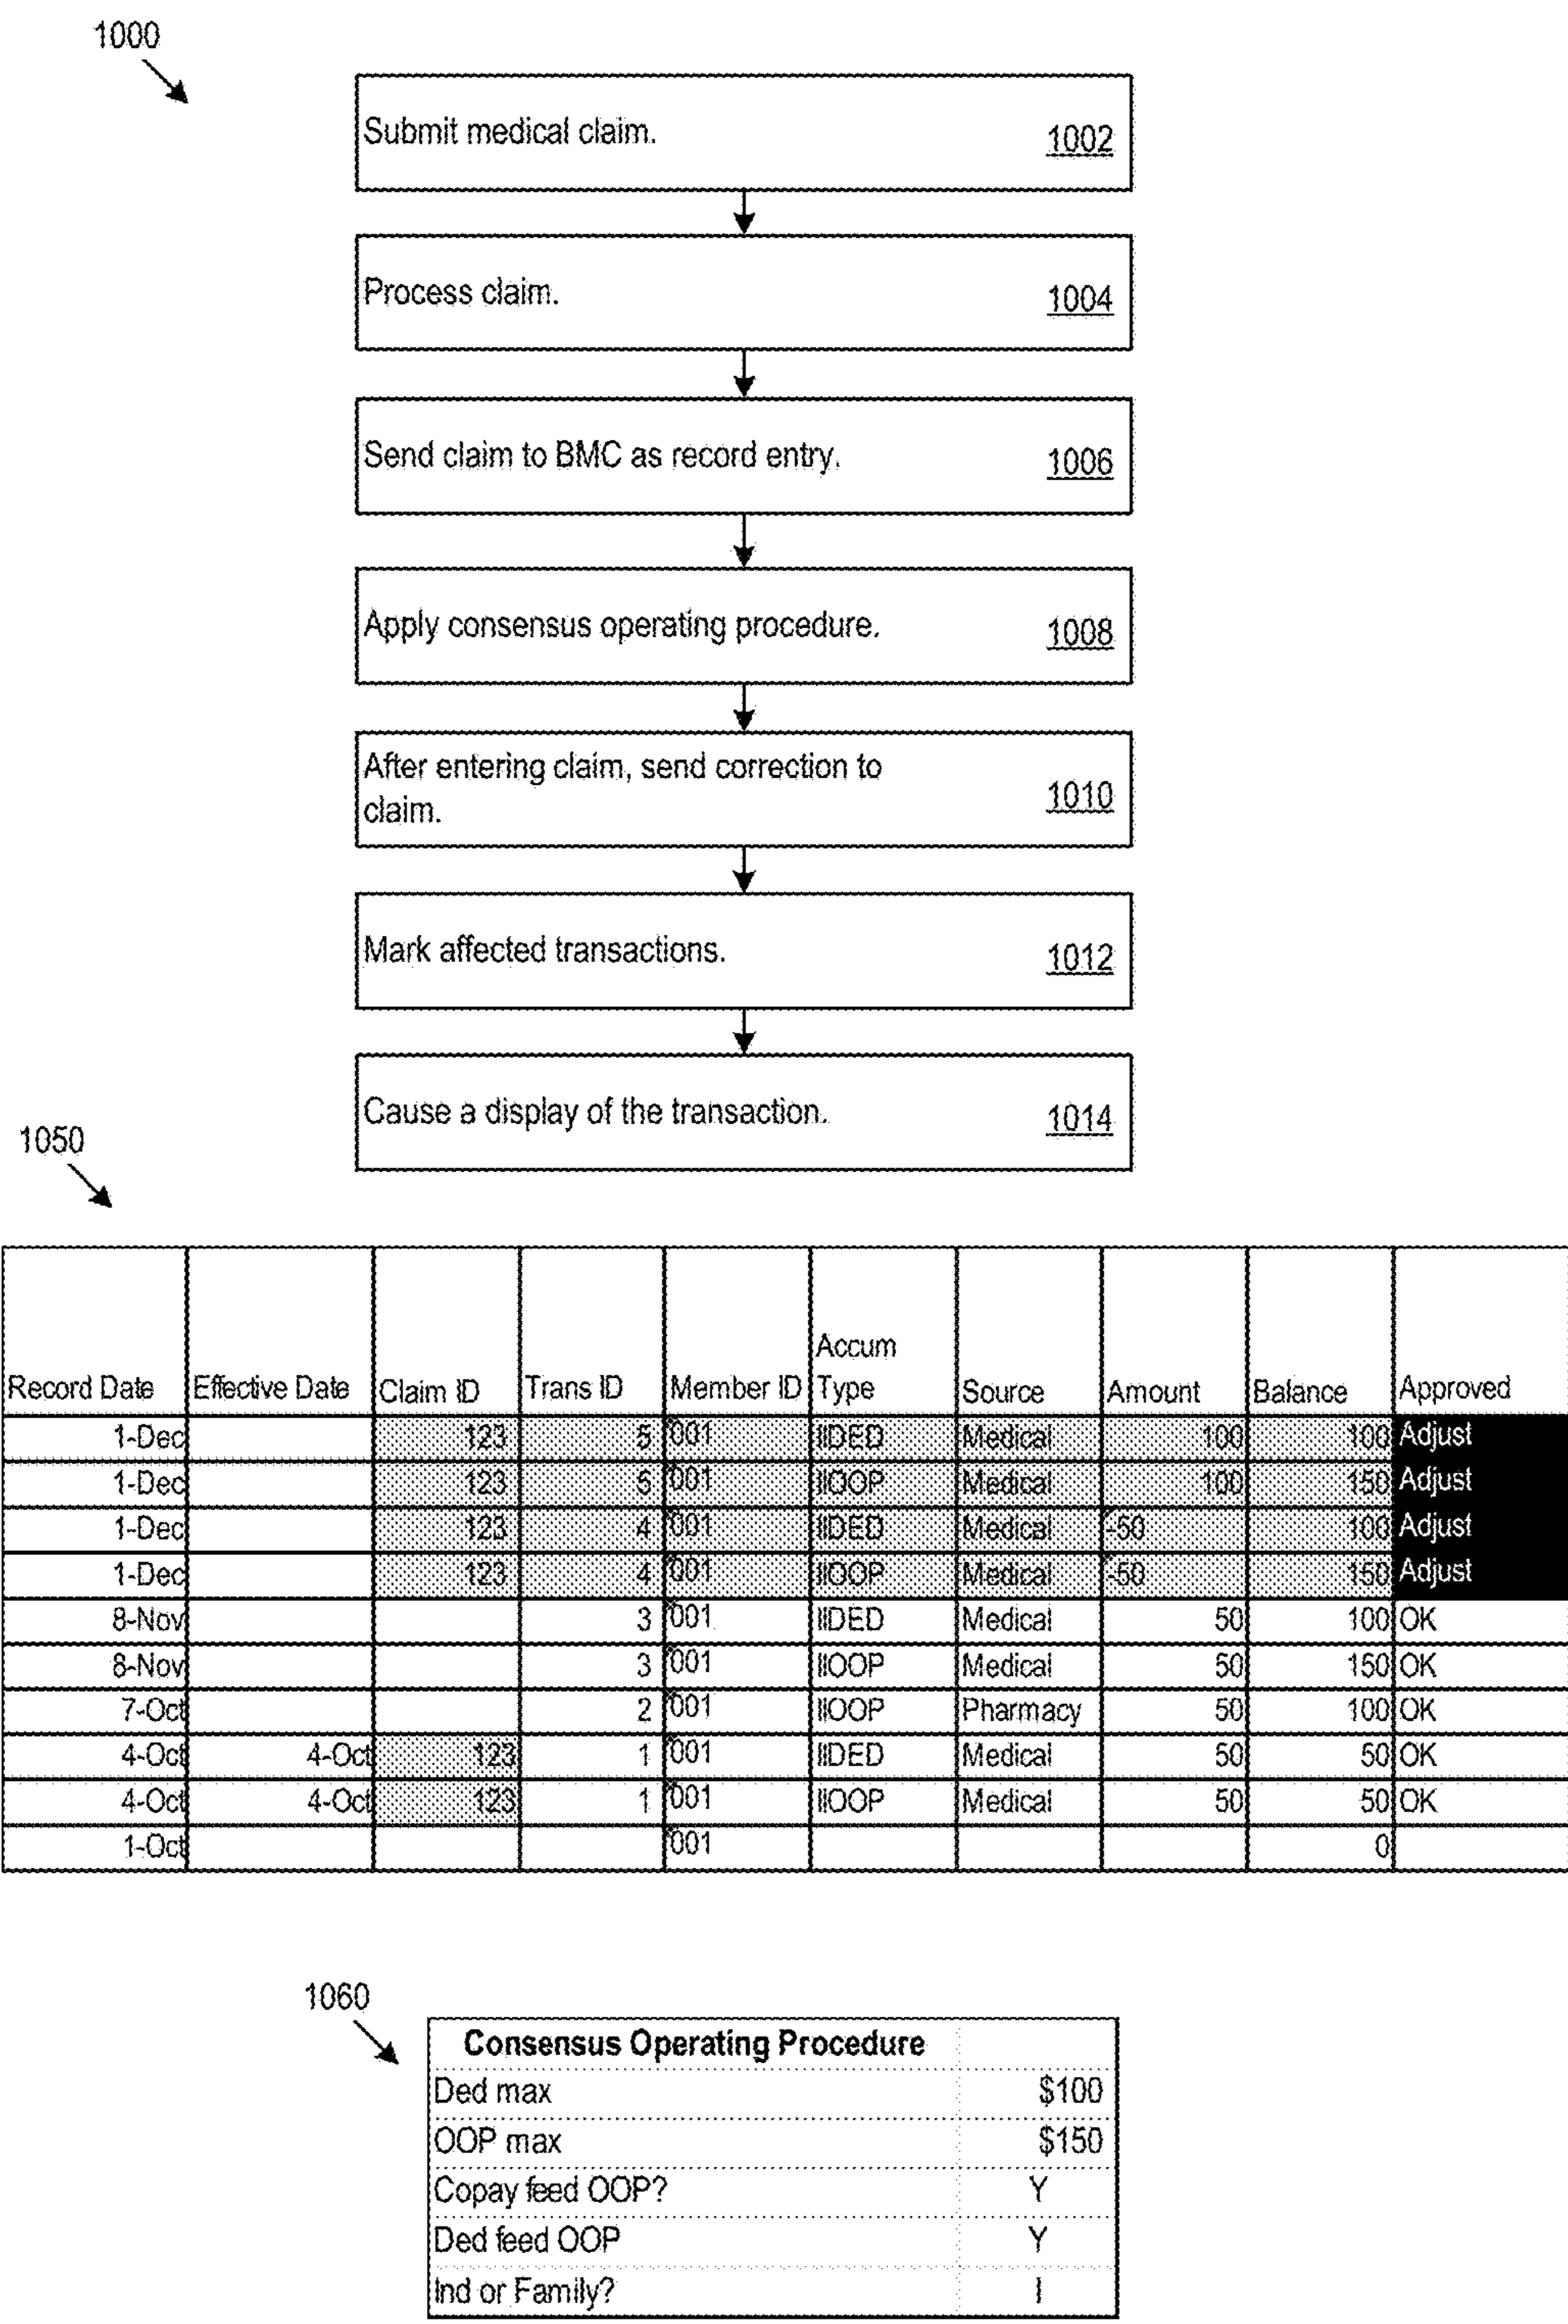 1000
Submit medical claim. 1002
Process claim. 1004
Send claim to BMC as record entry. 1006
Apply consensus operating procedure. 1008
After entering claim, send correction to
claim. 1010
Mark affected transactions. 1012
Cause a display of the transaction. 1014
1050
Record Date Effective Date Claim ID Trans ID Member ID Accum Type Source Amount Balance Approved
1-Dec 123 5 001 IIDED Medical 100 100 Adjust
1-Dec 123 5 001 IIOOP Medical 100 150 Adjust
1-Dec 123 4 001 IIDED Medical -50 100 Adjust
1-Dec 123 4 001 IIOOP Medical -50 150 Adjust
8-Nov 3 001 IIDED Medical 50 100 OK
8-Nov 3 001 IIOOP Medical 50 150 OK
7-Oct 2 001 IIOOP Pharmacy 50 100 OK
4-Oct 4-Oct 123 1 001 IIDED Medical 50 50 OK
4-Oct 4-Oct 123 1 001 IIOOP Medical 50 50 OK
1-Oct 001 0
1060
Consensus Operating Procedure
Ded max $100
OOP max $150
Copay feed OOP? Y
Ded feed OOP Y
Ind or Family? I